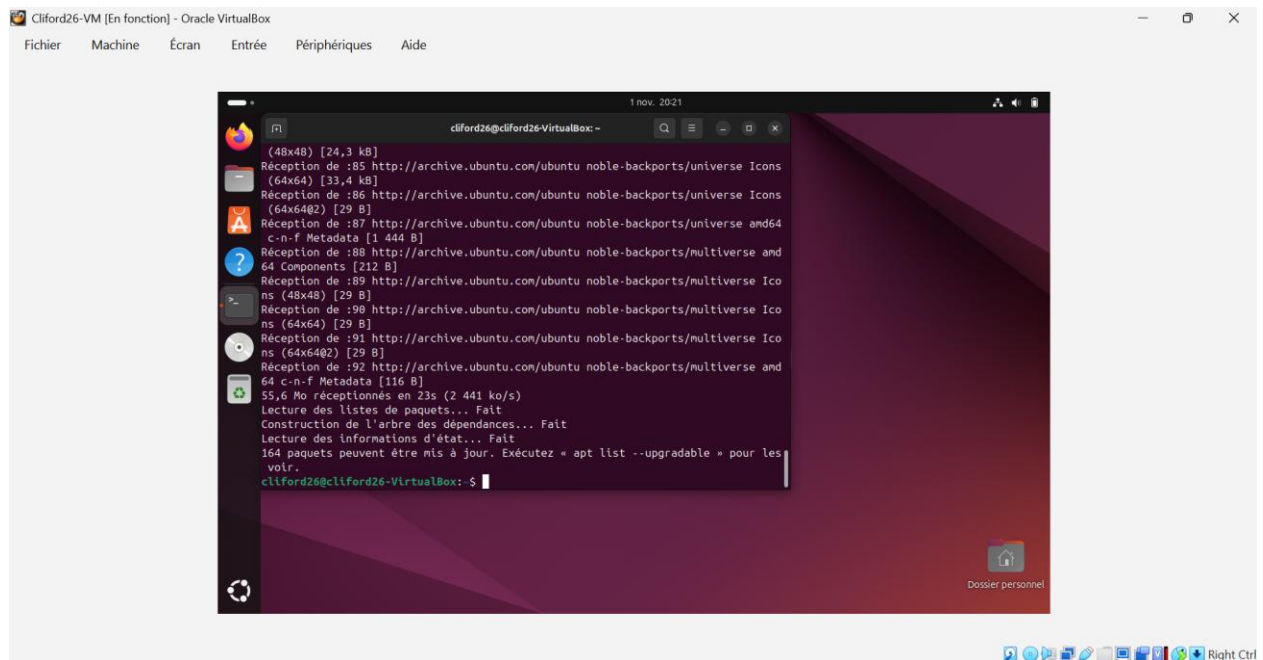 Cliford26-VM [En fonction] - Oracle VirtualBox
Fichier Machine Écran Entrée Périphériques Aide
1 nov. 20:21
cliford26@cliford26-VirtualBox: ~
(48x48) [24,3 kB]
Réception de :85 http://archive.ubuntu.com/ubuntu noble-backports/universe Icons
(64x64) [33,4 kB]
Réception de :86 http://archive.ubuntu.com/ubuntu noble-backports/universe Icons
(64x64@2) [29 B]
Réception de :87 http://archive.ubuntu.com/ubuntu noble-backports/universe amd64
c-n-f Metadata [1 444 B]
Réception de :88 http://archive.ubuntu.com/ubuntu noble-backports/multiverse amd
64 Components [212 B]
Réception de :89 http://archive.ubuntu.com/ubuntu noble-backports/multiverse Ico
ns (48x48) [29 B]
Réception de :90 http://archive.ubuntu.com/ubuntu noble-backports/multiverse Ico
ns (64x64) [29 B]
Réception de :91 http://archive.ubuntu.com/ubuntu noble-backports/multiverse Ico
ns (64x64@2) [29 B]
Réception de :92 http://archive.ubuntu.com/ubuntu noble-backports/multiverse amd
64 c-n-f Metadata [116 B]
55,6 Mo réceptionnés en 23s (2 441 ko/s)
Lecture des listes de paquets... Fait
Construction de l'arbre des dépendances... Fait
Lecture des informations d'état... Fait
164 paquets peuvent être mis à jour. Exécutez « apt list --upgradable » pour les
voir.
cliford26@cliford26-VirtualBox:~$
Dossier personnel
Right Ctrl